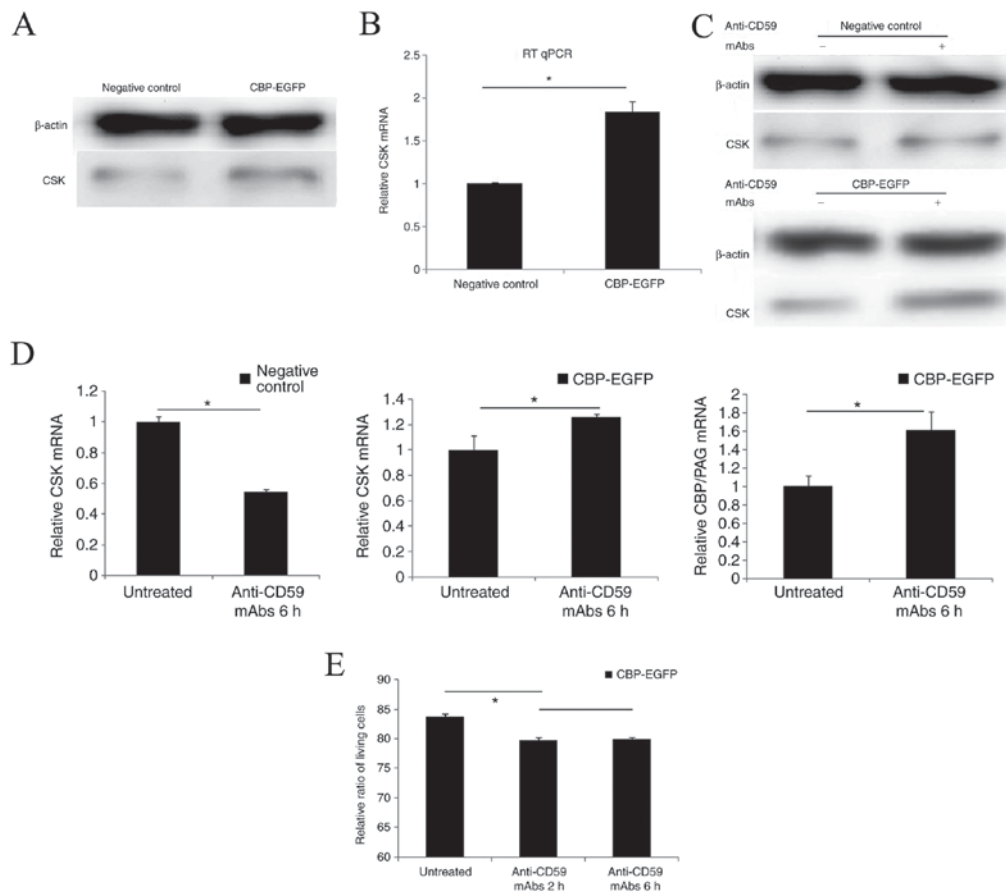 A
Negative control CBP-EGFP
β-actin
CSK
B
RT qPCR
*
2.5
2
1.5
1
0.5
0
Relative CSK mRNA
Negative control CBP-EGFP
C
Anti-CD59 Negative control
mAbs − +
β-actin
CSK
Anti-CD59 CBP-EGFP
mAbs − +
β-actin
CSK
D
Negative
control
*
1.2
1
0.8
0.6
0.4
0.2
0
Relative CSK mRNA
Untreated Anti-CD59
mAbs 6 h
CBP-EGFP
*
1.4
1.2
1
0.8
0.6
0.4
0.2
0
Relative CSK mRNA
Untreated Anti-CD59
mAbs 6 h
CBP-EGFP
*
2
1.8
1.6
1.4
1.2
1
0.8
0.6
0.4
0.2
0
Relative CBP/PAG mRNA
Untreated Anti-CD59
mAbs 6 h
E
CBP-EGFP
*
90
85
80
75
70
65
60
Relative ratio of living cells
Untreated Anti-CD59 Anti-CD59
mAbs 2 h mAbs 6 h